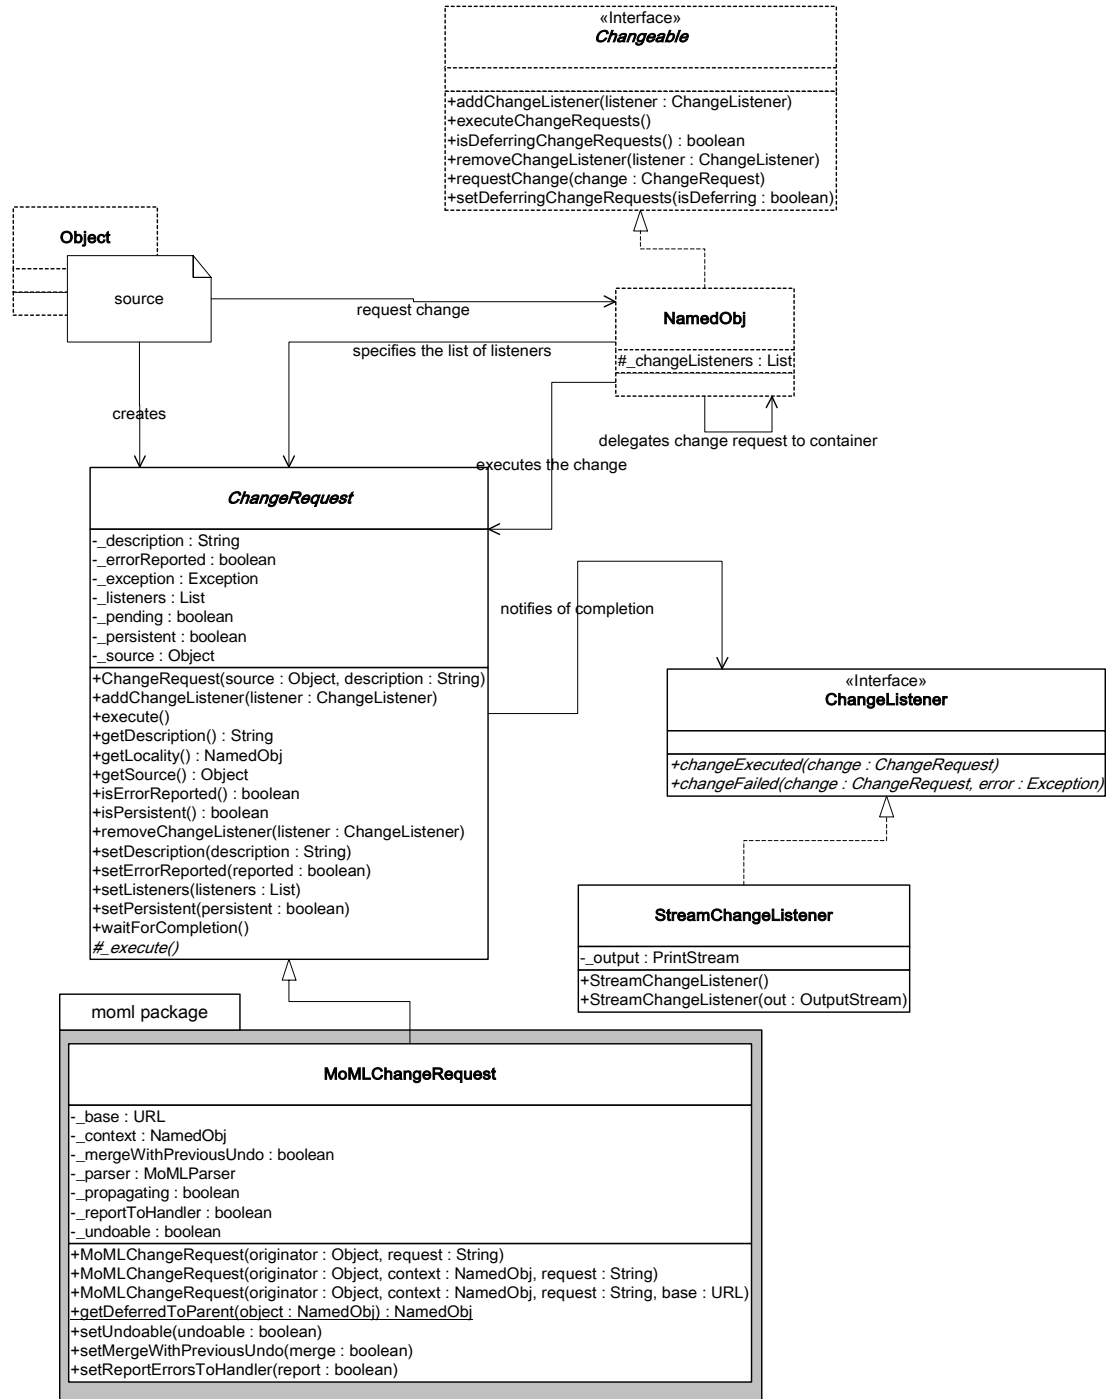 «Interface»
Changeable
+addChangeListener(listener : ChangeListener)
+executeChangeRequests()
+isDeferringChangeRequests() : boolean
+removeChangeListener(listener : ChangeListener)
+requestChange(change : ChangeRequest)
+setDeferringChangeRequests(isDeferring : boolean)
Object
source
request change
NamedObj
#_changeListeners : List
specifies the list of listeners
creates
delegates change request to container
executes the change
ChangeRequest
-_description : String
-_errorReported : boolean
-_exception : Exception
-_listeners : List
-_pending : boolean
-_persistent : boolean
-_source : Object
+ChangeRequest(source : Object, description : String)
+addChangeListener(listener : ChangeListener)
+execute()
+getDescription() : String
+getLocality() : NamedObj
+getSource() : Object
+isErrorReported() : boolean
+isPersistent() : boolean
+removeChangeListener(listener : ChangeListener)
+setDescription(description : String)
+setErrorReported(reported : boolean)
+setListeners(listeners : List)
+setPersistent(persistent : boolean)
+waitForCompletion()
#_execute()
notifies of completion
«Interface»
ChangeListener
+changeExecuted(change : ChangeRequest)
+changeFailed(change : ChangeRequest, error : Exception)
StreamChangeListener
-_output : PrintStream
+StreamChangeListener()
+StreamChangeListener(out : OutputStream)
moml package
MoMLChangeRequest
-_base : URL
-_context : NamedObj
-_mergeWithPreviousUndo : boolean
-_parser : MoMLParser
-_propagating : boolean
-_reportToHandler : boolean
-_undoable : boolean
+MoMLChangeRequest(originator : Object, request : String)
+MoMLChangeRequest(originator : Object, context : NamedObj, request : String)
+MoMLChangeRequest(originator : Object, context : NamedObj, request : String, base : URL)
+getDeferredToParent(object : NamedObj) : NamedObj
+setUndoable(undoable : boolean)
+setMergeWithPreviousUndo(merge : boolean)
+setReportErrorsToHandler(report : boolean)